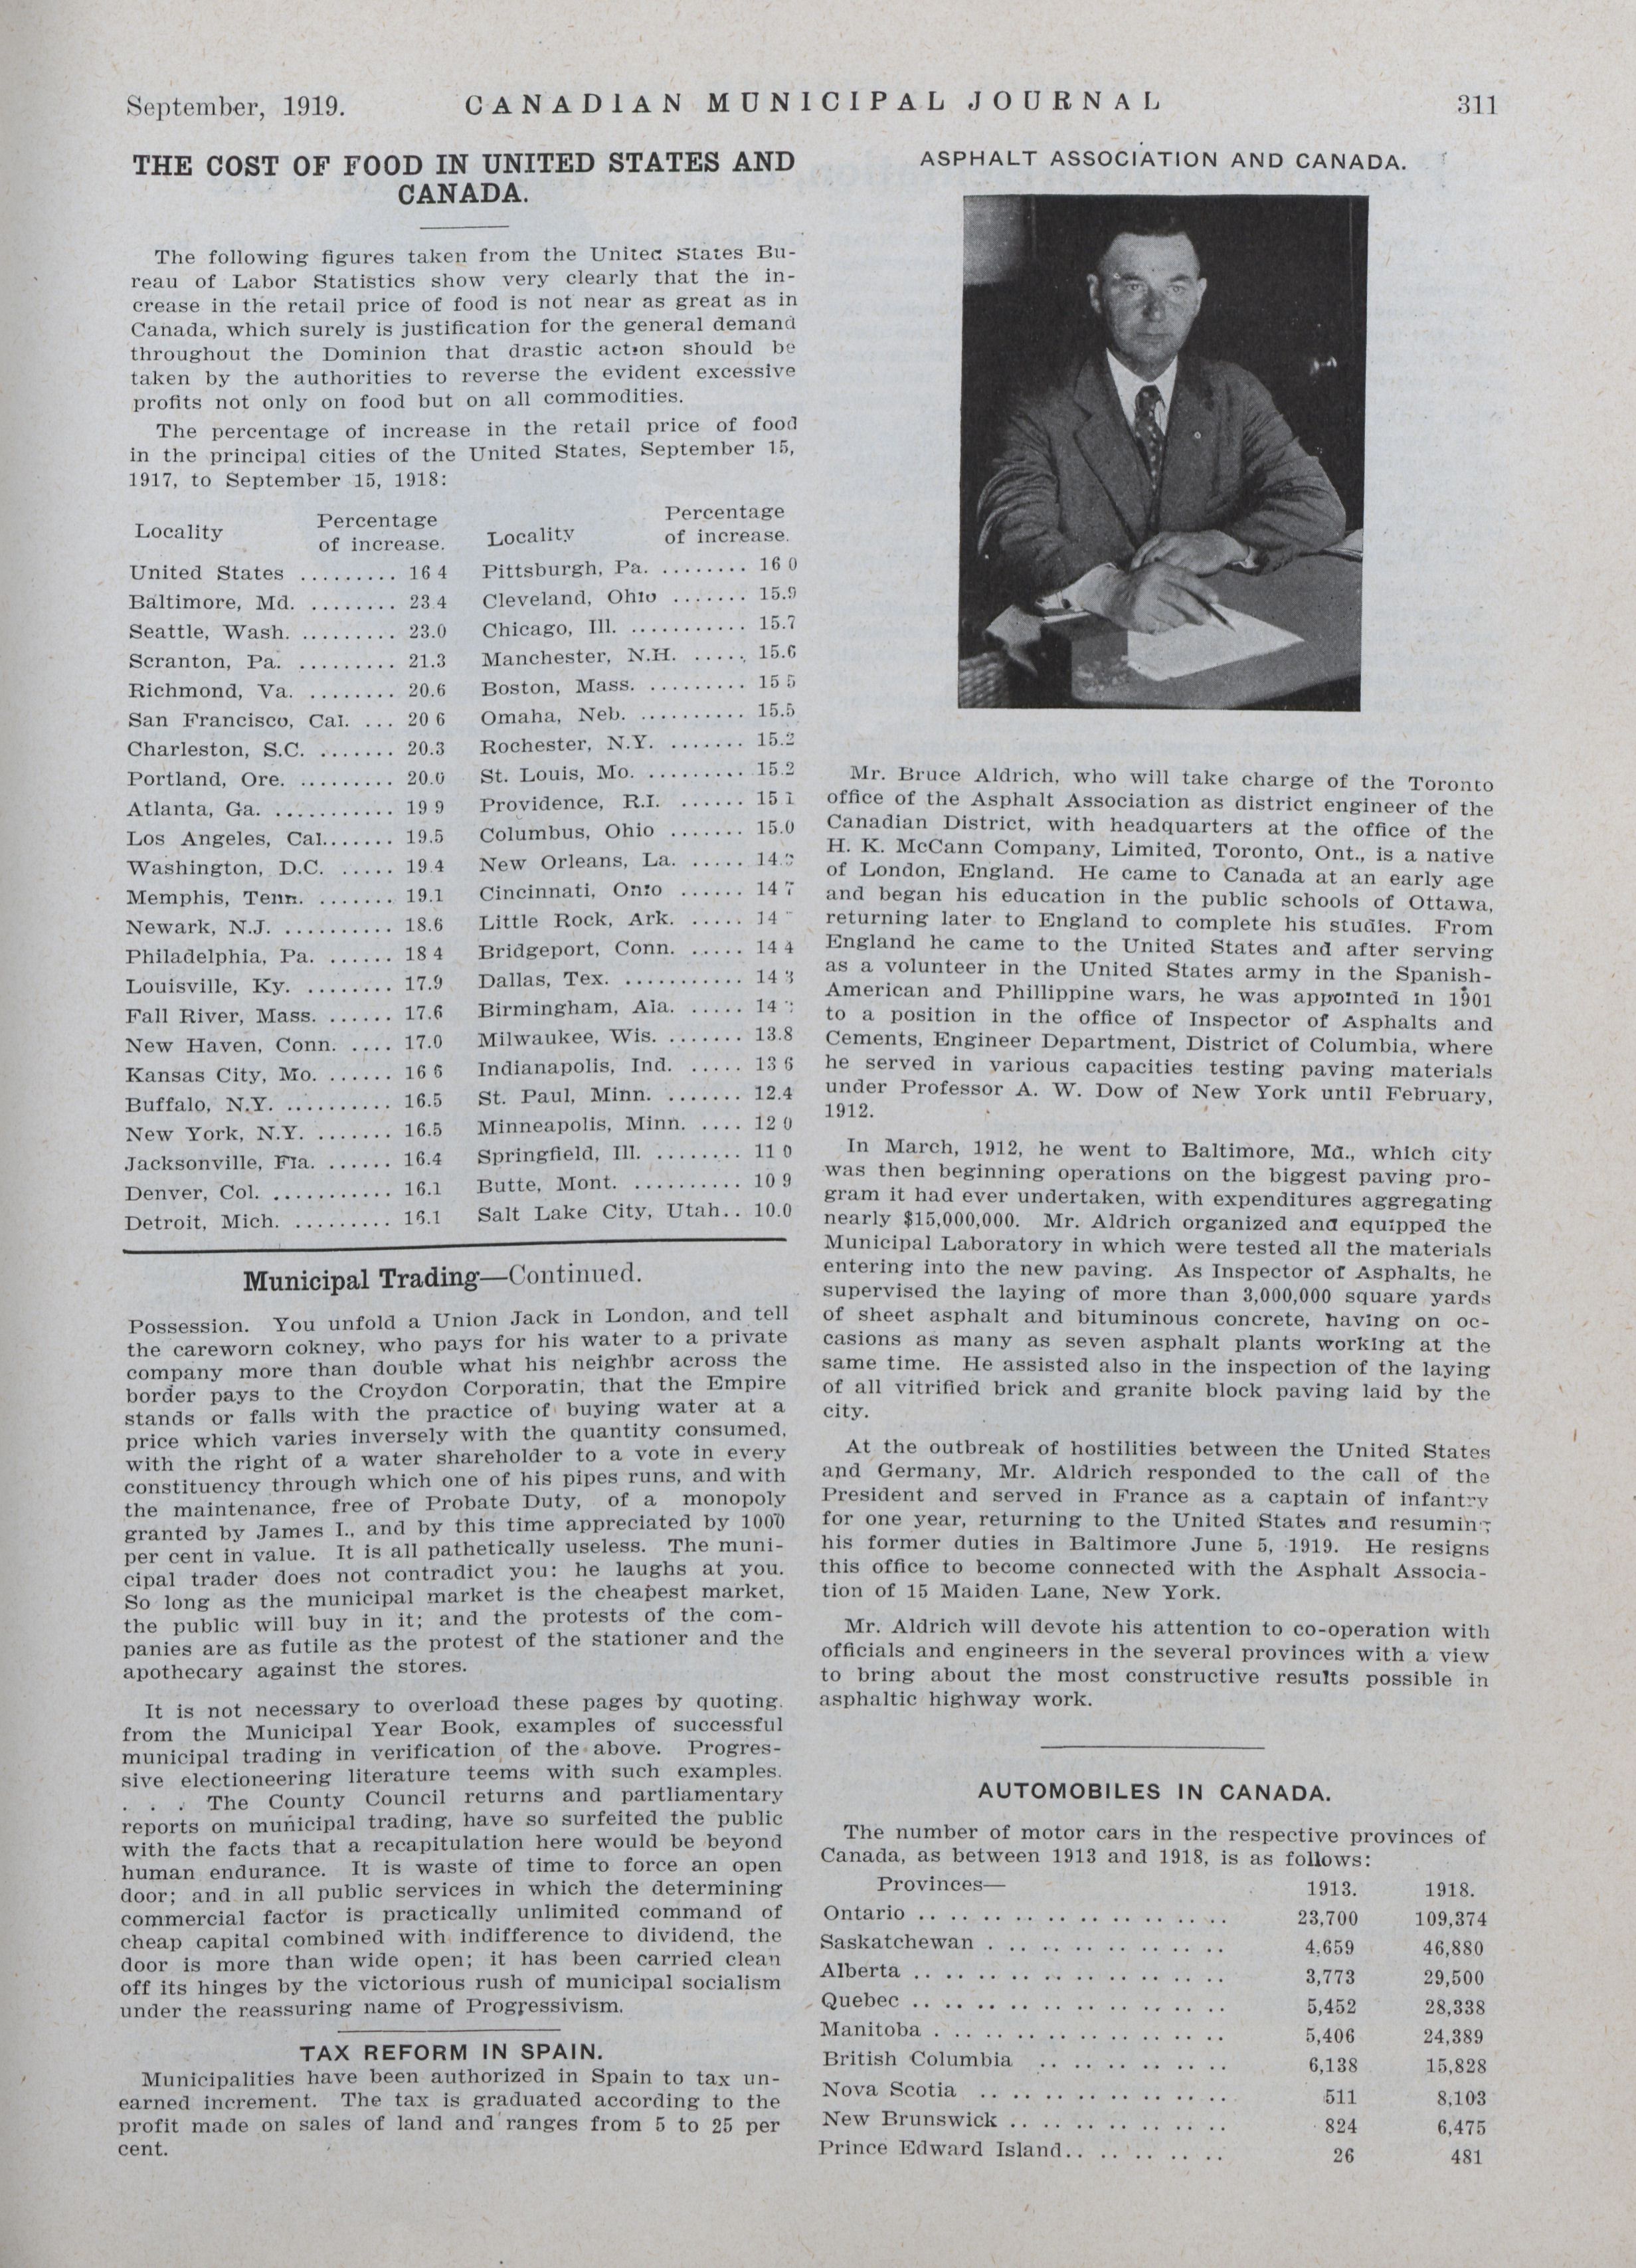 September, 1919.
CANADIAN MUNICIPAL JOURNAL
311
THE COST OF FOOD IN UNITED STATES AND
CANADA.
The following figures taken from the United States Bu-
reau of Labor Statistics show very clearly that the in-
crease in the retail price of food is not near as great as in
Canada, which surely is justification for the general demand
throughout the Dominion that drastic action should be
taken by the authorities to reverse the evident excessive
profits not only on food but on all commodities.
The percentage of increase in the retail price of food
in the principal cities of the United States, September 15,
1917, to September 15, 1918:
Locality Percentage of increase.
United States ......... 16 4
Baltimore, Md. ........ 23.4
Seattle, Wash. ......... 23.0
Scranton, Pa. ......... 21.3
Richmond, Va. ........ 20.6
San Francisco, Cal. ... 20 6
Charleston, S.C. ....... 20.3
Portland, Ore. ......... 20.0
Atlanta, Ga. ........... 19 9
Los Angeles, Cal....... 19.5
Washington, D.C. ..... 19.4
Memphis, Tenn. ....... 19.1
Newark, N.J. .......... 18.6
Philadelphia, Pa. ...... 18 4
Louisville, Ky. ........ 17.9
Fall River, Mass. ...... 17.6
New Haven, Conn. .... 17.0
Kansas City, Mo. ...... 16 6
Buffalo, N.Y. .......... 16.5
New York, N.Y. ....... 16.5
Jacksonville, Fla. ...... 16.4
Denver, Col. ........... 16.1
Detroit, Mich. ......... 16.1
Locality Percentage of increase.
Pittsburgh, Pa. ........ 16 0
Cleveland, Ohio ....... 15.9
Chicago, Ill. ........... 15.7
Manchester, N.H. ..... 15.6
Boston, Mass. ......... 15 5
Omaha, Neb. .......... 15.5
Rochester, N.Y. ....... 15.2
St. Louis, Mo. ......... 15.2
Providence, R.I. ...... 15 1
Columbus, Ohio ....... 15.0
New Orleans, La. .....
Cincinnati, Ohio ...... 14 7
Little Rock, Ark. .....
Bridgeport, Conn. ..... 14 4
Dallas, Tex. ........... 14 3
Birmingham, Ala. .....
Milwaukee, Wis. ....... 13.8
Indianapolis, Ind. ..... 13 6
St. Paul, Minn. ....... 12.4
Minneapolis, Minn. .... 12 0
Springfield, Ill. ........ 11 0
Butte, Mont. .......... 10 9
Salt Lake City, Utah.. 10.0
Municipal Trading—Continued.
Possession. You unfold a Union Jack in London, and tell
the careworn cokney, who pays for his water to a private
company more than double what his neighbr across the
border pays to the Croydon Corporatin, that the Empire
stands or falls with the practice of buying water at a
price which varies inversely with the quantity consumed,
with the right of a water shareholder to a vote in every
constituency through which one of his pipes runs, and with
the maintenance, free of Probate Duty, of a monopoly
granted by James I., and by this time appreciated by 1000
per cent in value. It is all pathetically useless. The muni-
cipal trader does not contradict you: he laughs at you.
So long as the municipal market is the cheapest market,
the public will buy in it; and the protests of the com-
panies are as futile as the protest of the stationer and the
apothecary against the stores.
It is not necessary to overload these pages by quoting.
from the Municipal Year Book, examples of successful
municipal trading in verification of the above. Progres-
sive electioneering literature teems with such examples.
. . . The County Council returns and partliamentary
reports on municipal trading, have so surfeited the public
with the facts that a recapitulation here would be beyond
human endurance. It is waste of time to force an open
door; and in all public services in which the determining
commercial factor is practically unlimited command of
cheap capital combined with indifference to dividend, the
door is more than wide open; it has been carried clean
off its hinges by the victorious rush of municipal socialism
under the reassuring name of Progressivism.
TAX REFORM IN SPAIN.
Municipalities have been authorized in Spain to tax un-
earned increment. The tax is graduated according to the
profit made on sales of land and ranges from 5 to 25 per
cent.
ASPHALT ASSOCIATION AND CANADA.
Mr. Bruce Aldrich, who will take charge of the Toronto
office of the Asphalt Association as district engineer of the
Canadian District, with headquarters at the office of the
H. K. McCann Company, Limited, Toronto, Ont., is a native
of London, England. He came to Canada at an early age
and began his education in the public schools of Ottawa,
returning later to England to complete his studies. From
England he came to the United States and after serving
as a volunteer in the United States army in the Spanish-
American and Phillippine wars, he was appointed in 1901
to a position in the office of Inspector of Asphalts and
Cements, Engineer Department, District of Columbia, where
he served in various capacities testing paving materials
under Professor A. W. Dow of New York until February,
1912.
In March, 1912, he went to Baltimore, Md., which city
was then beginning operations on the biggest paving pro-
gram it had ever undertaken, with expenditures aggregating
nearly $15,000,000. Mr. Aldrich organized and equipped the
Municipal Laboratory in which were tested all the materials
entering into the new paving. As Inspector of Asphalts, he
supervised the laying of more than 3,000,000 square yards
of sheet asphalt and bituminous concrete, having on oc-
casions as many as seven asphalt plants working at the
same time. He assisted also in the inspection of the laying
of all vitrified brick and granite block paving laid by the
city.
At the outbreak of hostilities between the United States
and Germany, Mr. Aldrich responded to the call of the
President and served in France as a captain of infantry
for one year, returning to the United States and resuming
his former duties in Baltimore June 5, 1919. He resigns
this office to become connected with the Asphalt Associa-
tion of 15 Maiden Lane, New York.
Mr. Aldrich will devote his attention to co-operation with
officials and engineers in the several provinces with a view
to bring about the most constructive results possible in
asphaltic highway work.
AUTOMOBILES IN CANADA.
The number of motor cars in the respective provinces of
Canada, as between 1913 and 1918, is as follows:
Provinces— 1913. 1918.
Ontario .. .. .. .. .. .. .. .. .. .. 23,700 109,374
Saskatchewan . .. .. .. .. .. .. .. 4,659 46,880
Alberta .. .. .. .. .. .. .. .. .. .. 3,773 29,500
Quebec .. .. .. .. .. .. .. .. .. .. 5,452 28,338
Manitoba . .. .. .. .. .. .. .. .. .. 5,406 24,389
British Columbia .. .. .. .. .. .. 6,138 15,828
Nova Scotia .. .. .. .. .. .. .. .. 511 8,103
New Brunswick .. .. .. .. .. .. .. 824 6,475
Prince Edward Island.. .. .. .. .. 26 481